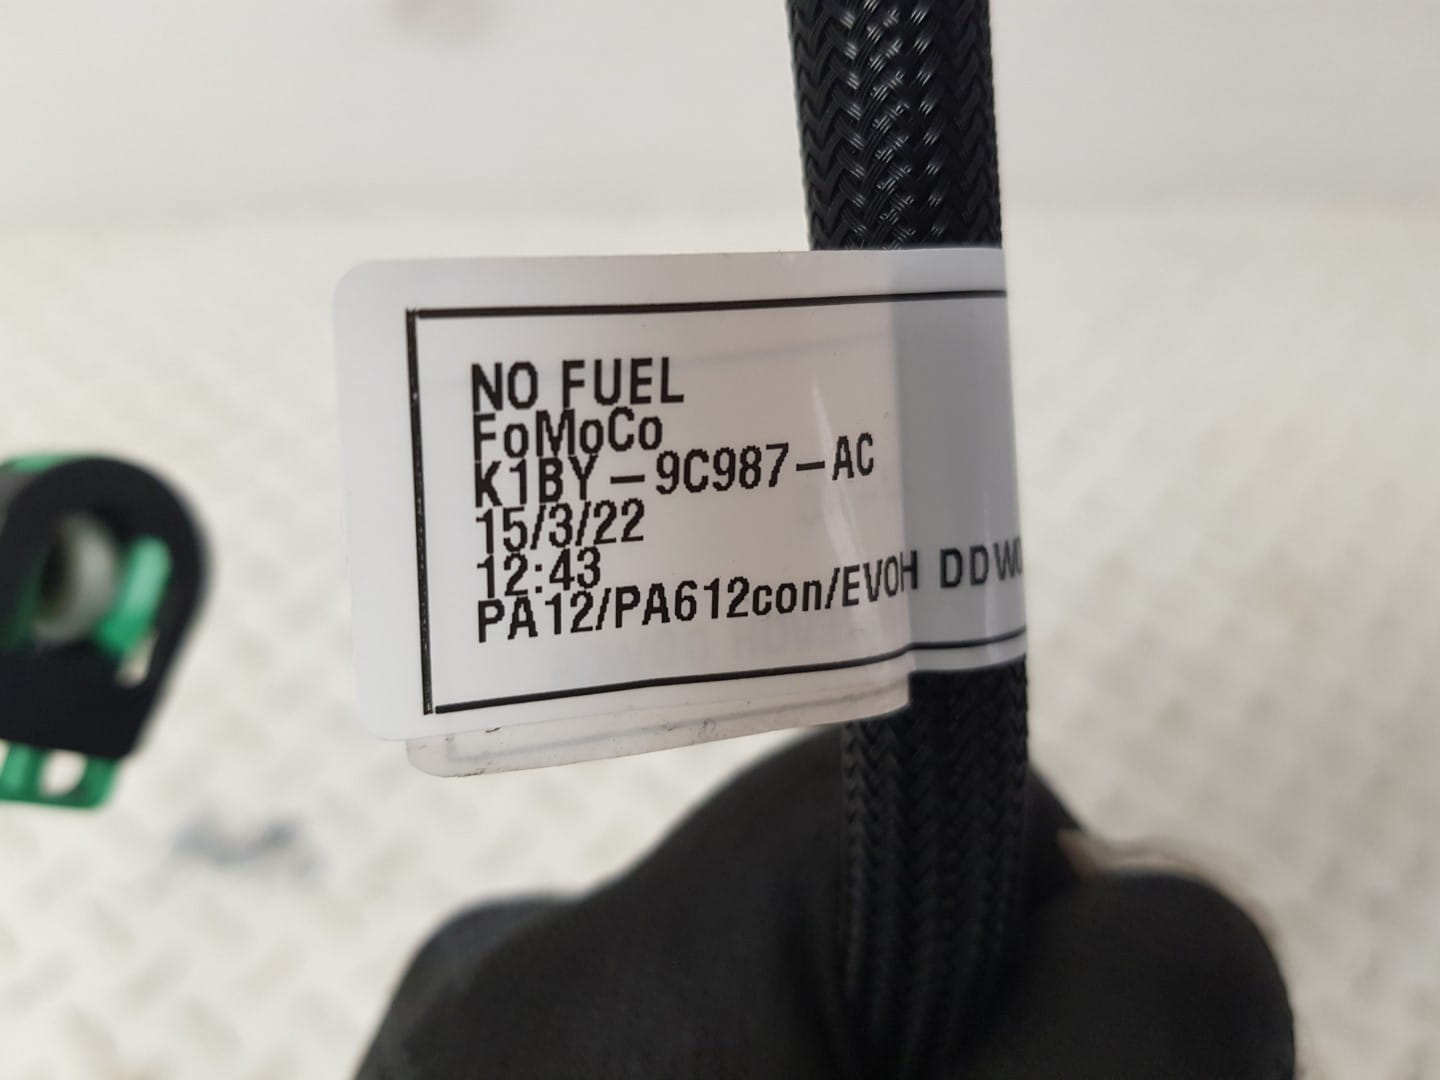 NO FUEL
FoMoCo
K1BY-9C987-AC
15/3/22
12:43
PA12/PA612con/EVOH